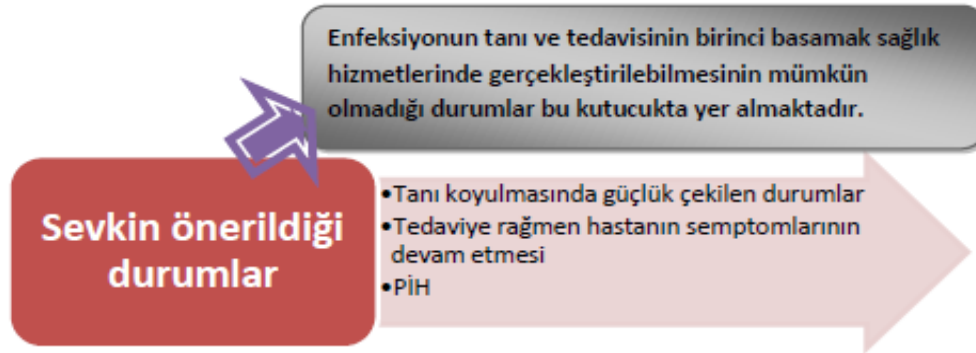 Enfeksiyonun tanı ve tedavisinin birinci basamak sağlık
hizmetlerinde gerçekleştirilebilmesinin mümkün
olmadığı durumlar bu kutucukta yer almaktadır.
Sevkin önerildiği
durumlar
•Tanı koyulmasında güçlük çekilen durumlar
•Tedaviye rağmen hastanın semptomlarının
devam etmesi
•PİH